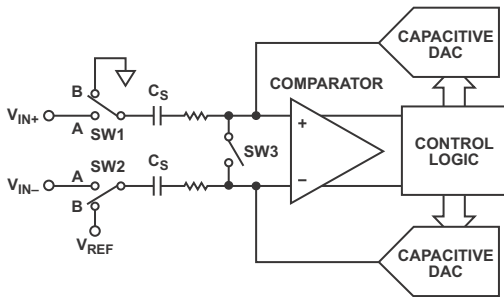 CAPACITIVE
DAC
COMPARATOR
B
CS
VIN+
A
SW1
+
SW3
CONTROL
LOGIC
SW2
CS
VIN–
A
B
–
VREF
CAPACITIVE
DAC